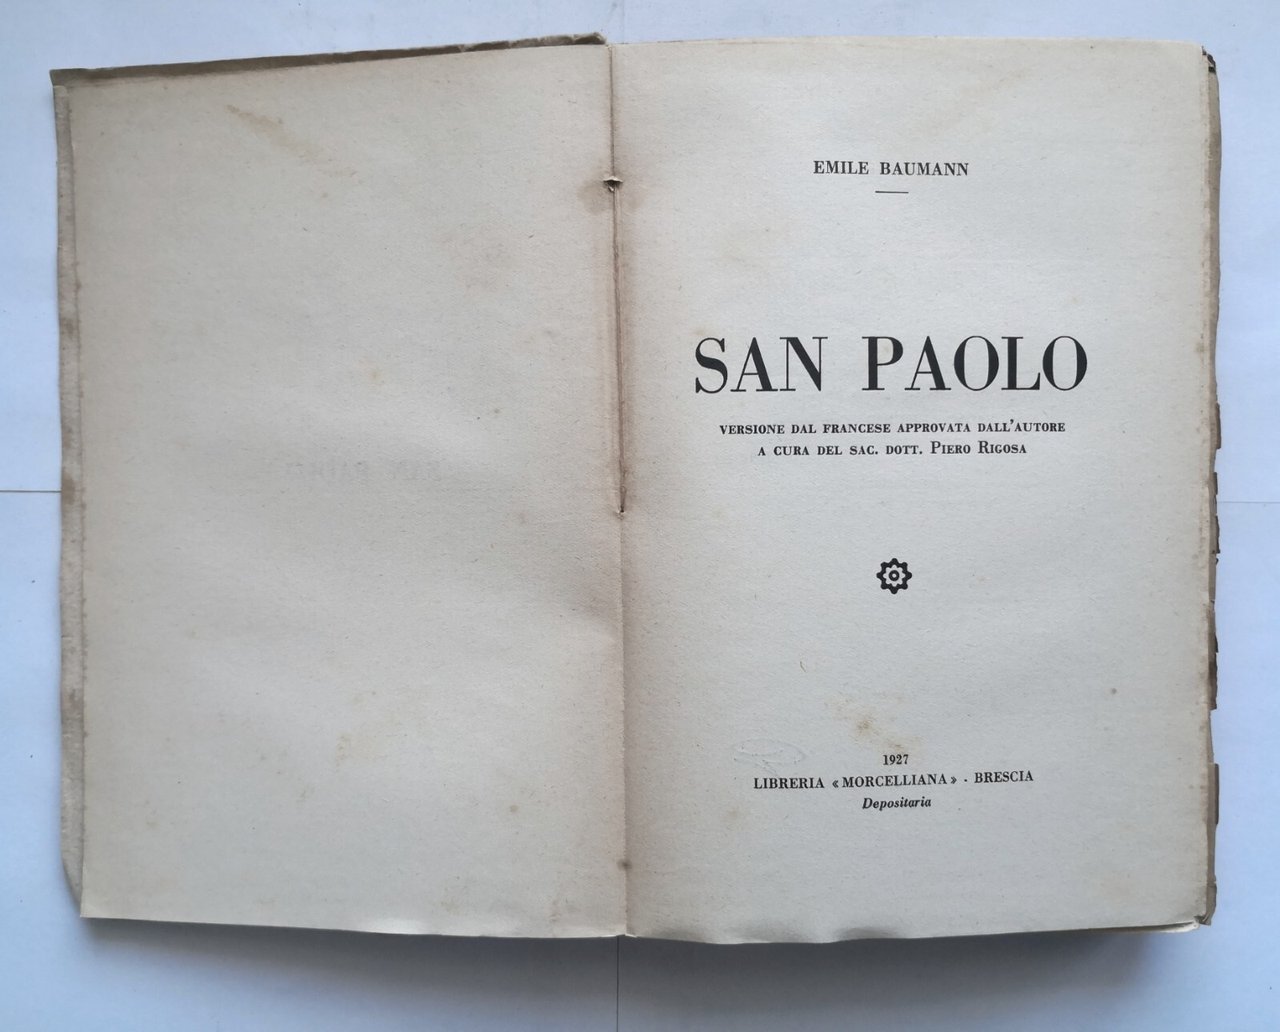 EMILE BAUMANN
SAN PAOLO
VERSIONE DAL FRANCESE APPROVATA DALL'AUTORE
A CURA DEL SAC. DOTT. PIERO RIGOSA
1927
LIBRERIA «MORCELLIANA» - BRESCIA
Depositaria